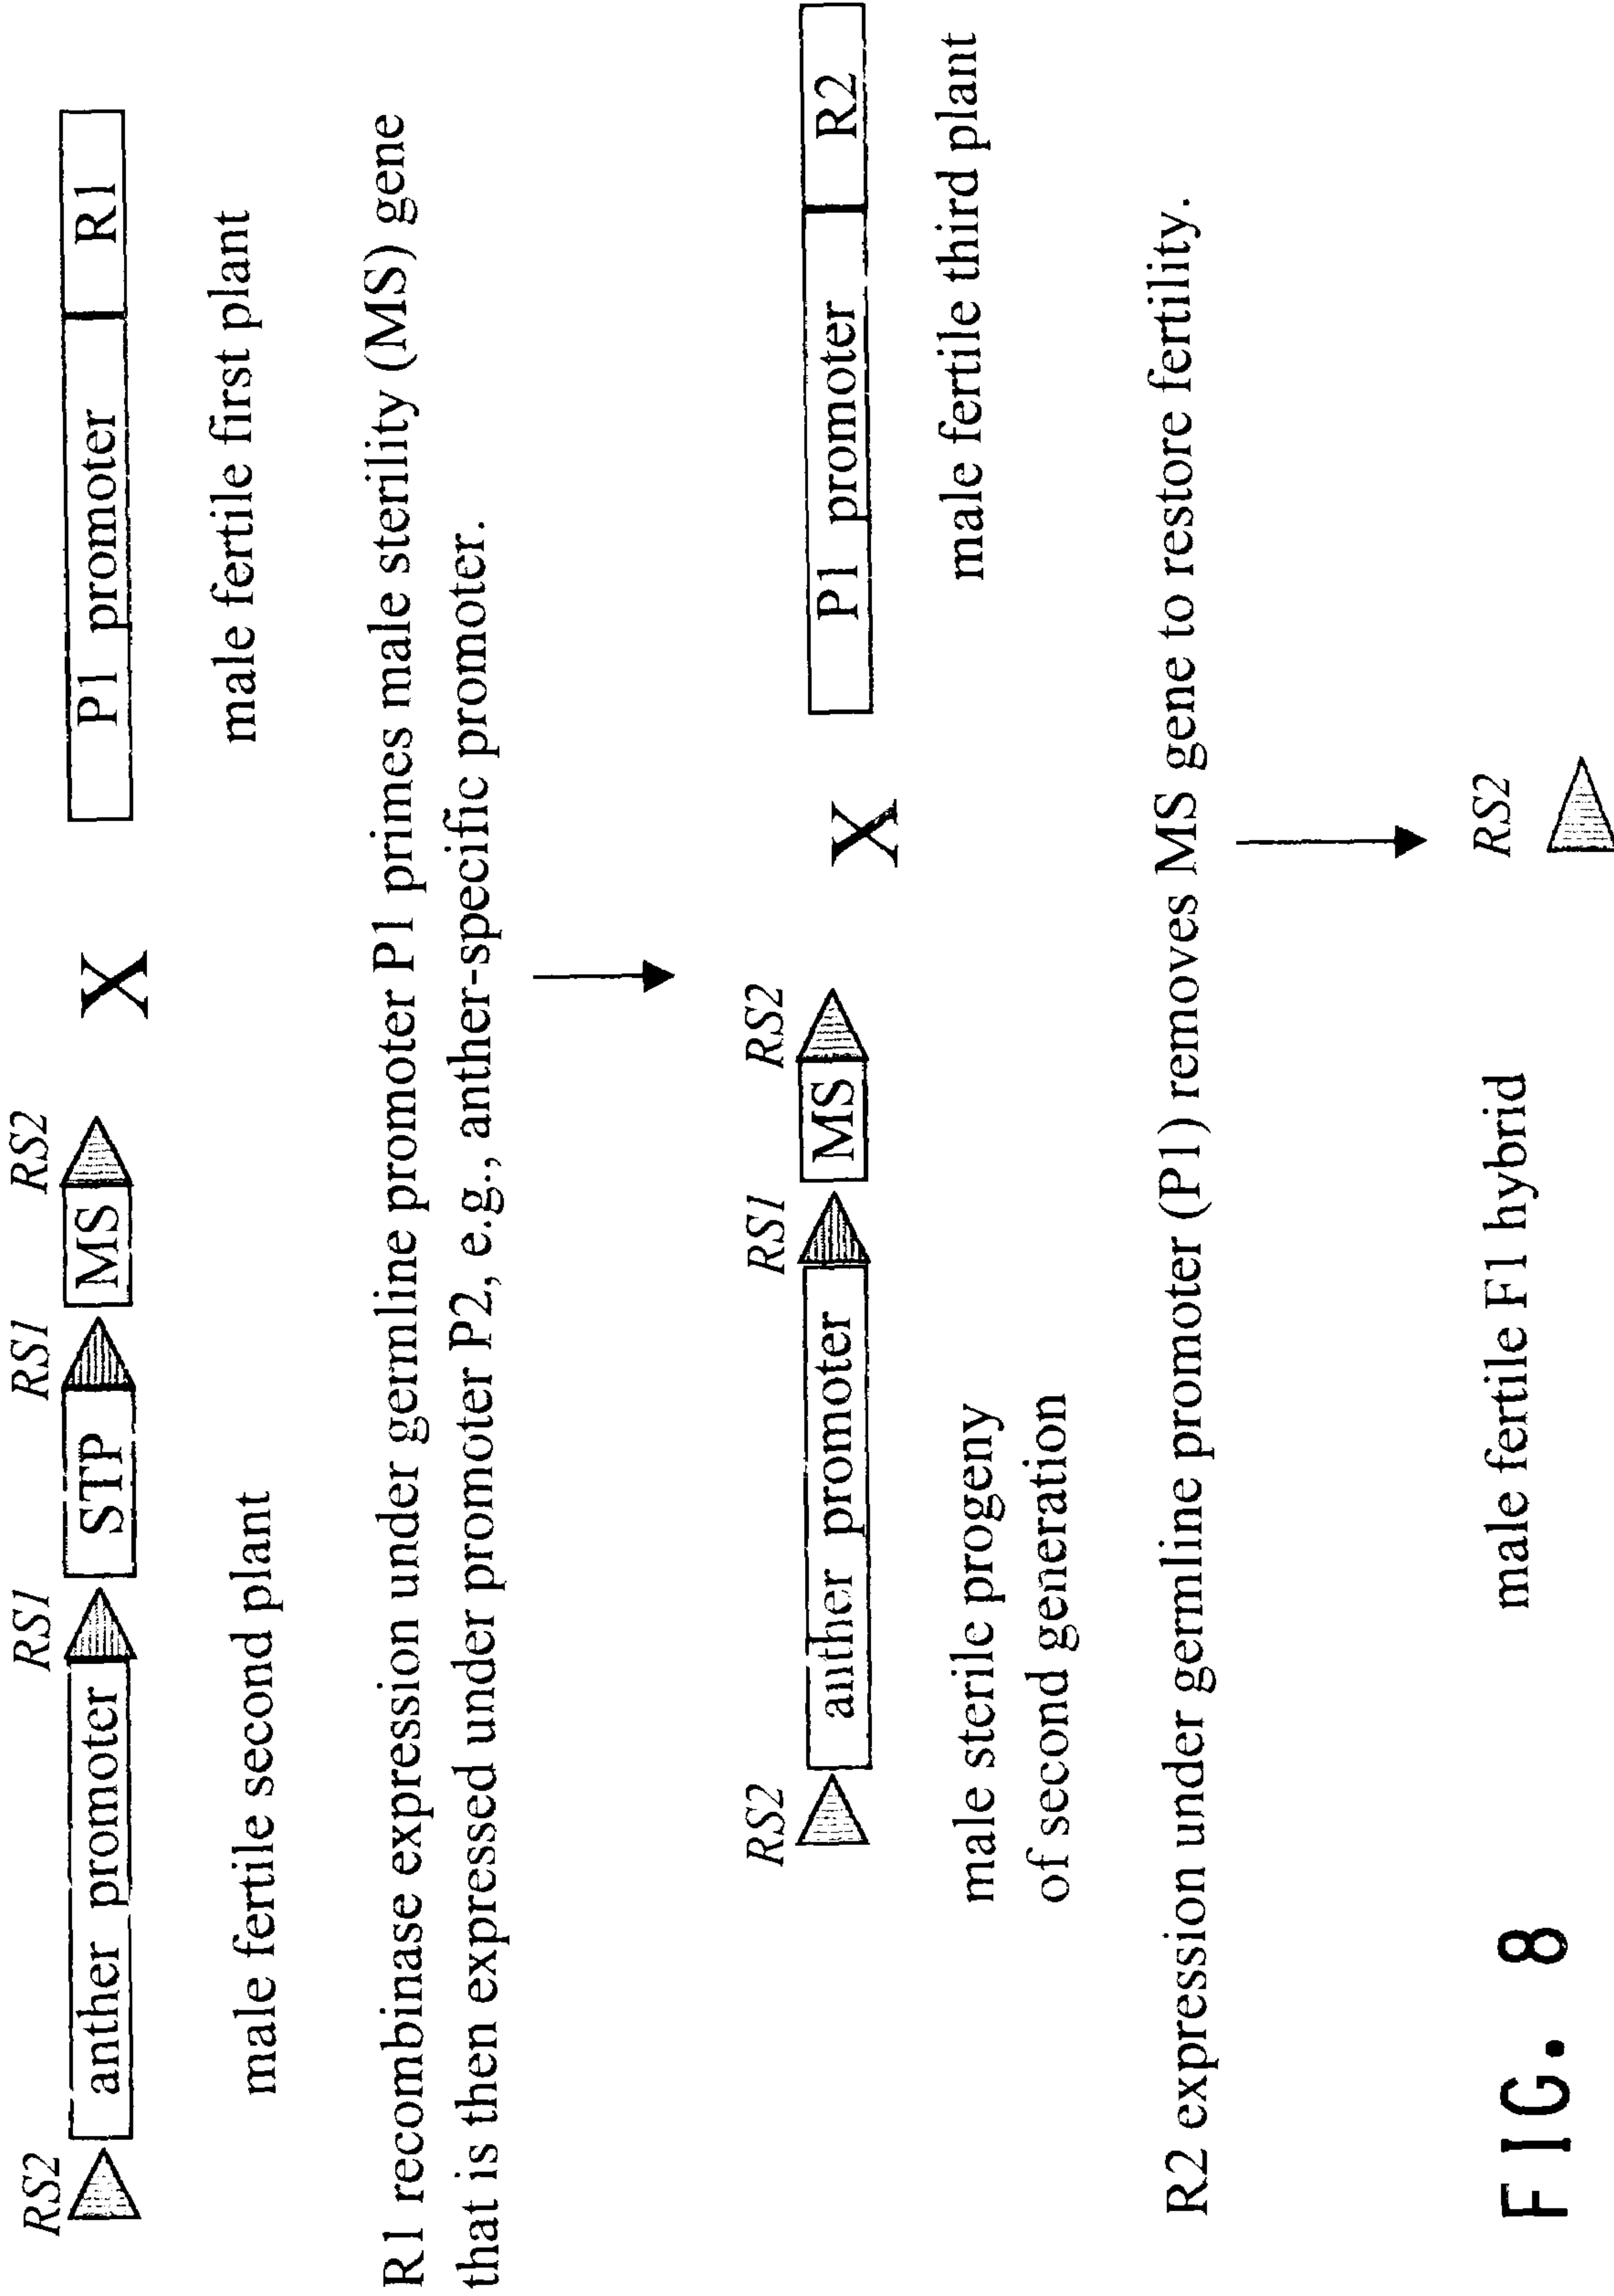 RS2 RS1 RS1 RS2
anther promoter STP MS X P1 promoter R1
male fertile second plant male fertile first plant
R1 recombinase expression under germline promoter P1 primes male sterility (MS) gene
that is then expressed under promoter P2, e.g., anther-specific promoter.
RS2 RS1 RS2
anther promoter MS X P1 promoter R2
male sterile progeny male fertile third plant
of second generation
R2 expression under germline promoter (P1) removes MS gene to restore fertility.
RS2
male fertile F1 hybrid
FIG. 8